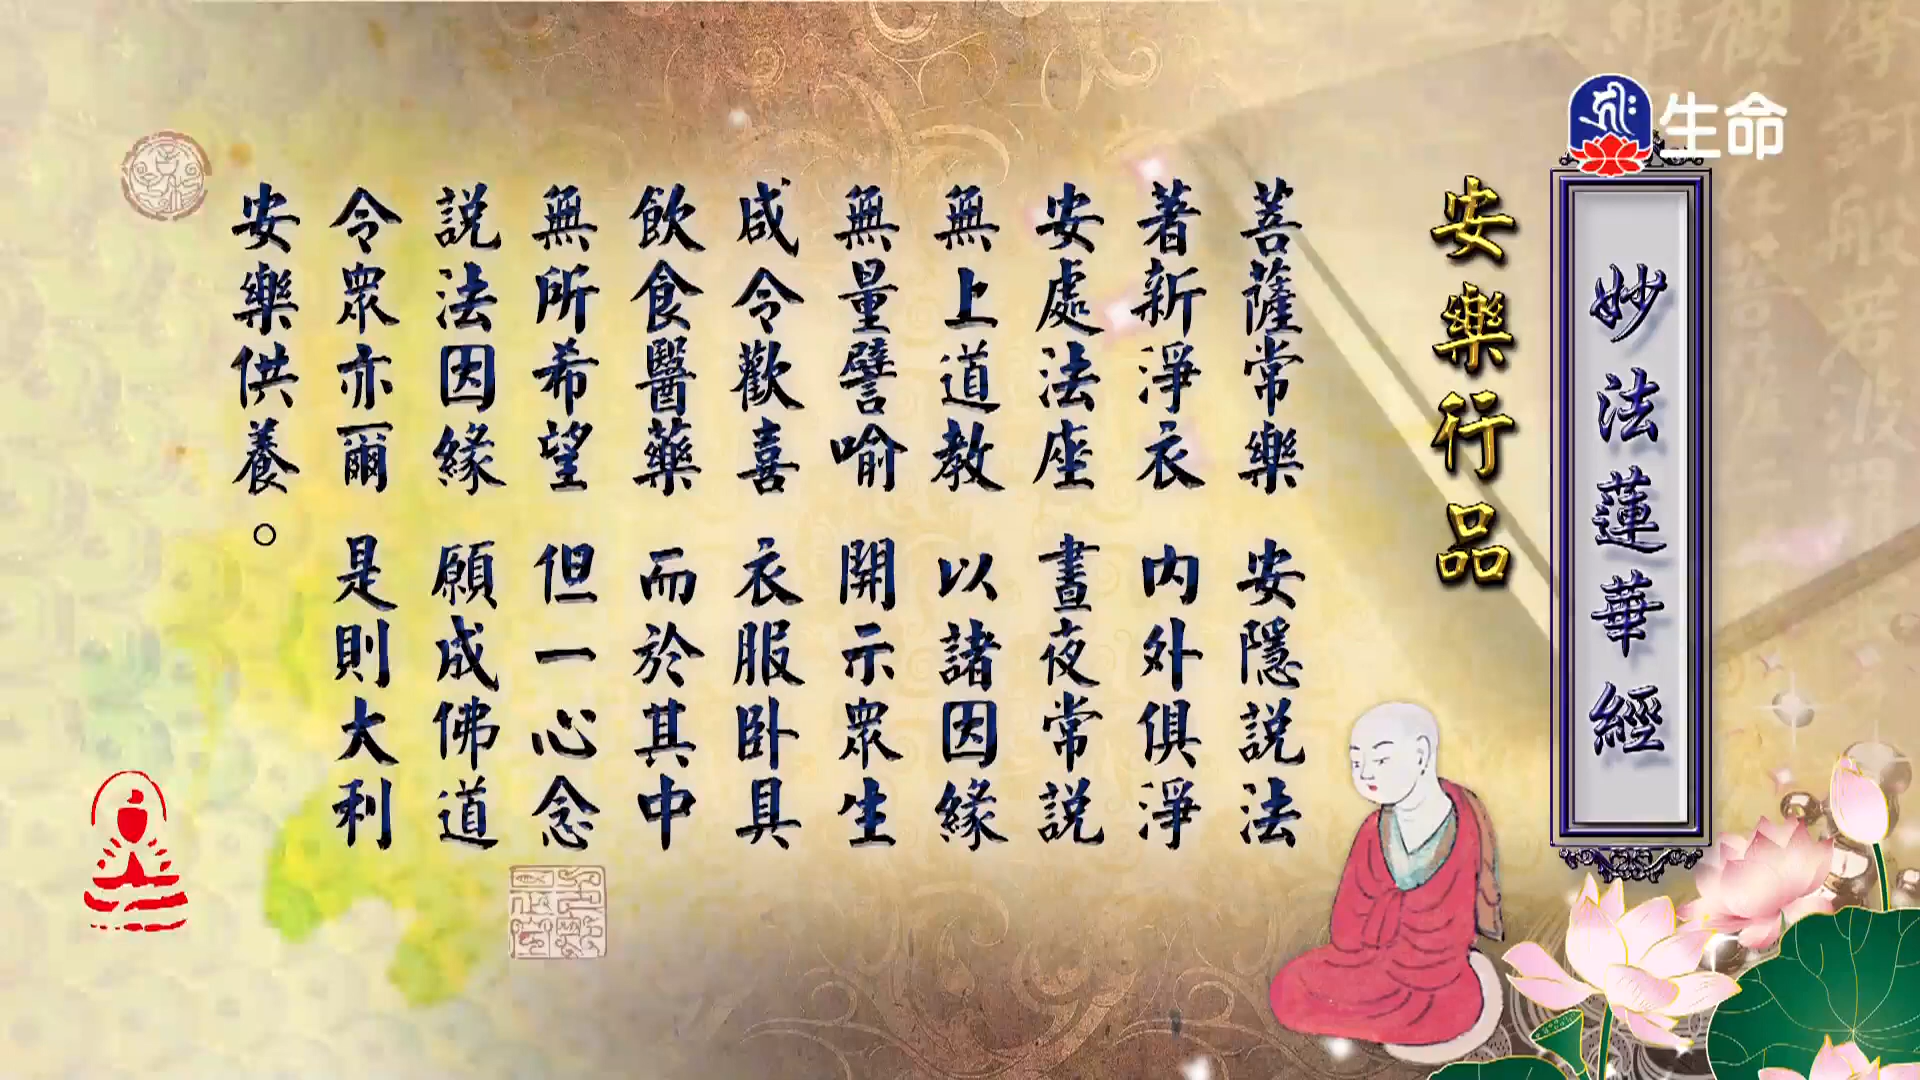 生命
妙法蓮華經
安樂行品
菩薩常樂 安隱說法
著新淨衣 內外俱淨
安處法座 晝夜常說
無上道教 以諸因緣
無量譬喻 開示眾生
咸令歡喜 衣服臥具
飲食醫藥 而於其中
無所希望 但一心念
說法因緣 願成佛道
令眾亦爾 是則大利
安樂供養。